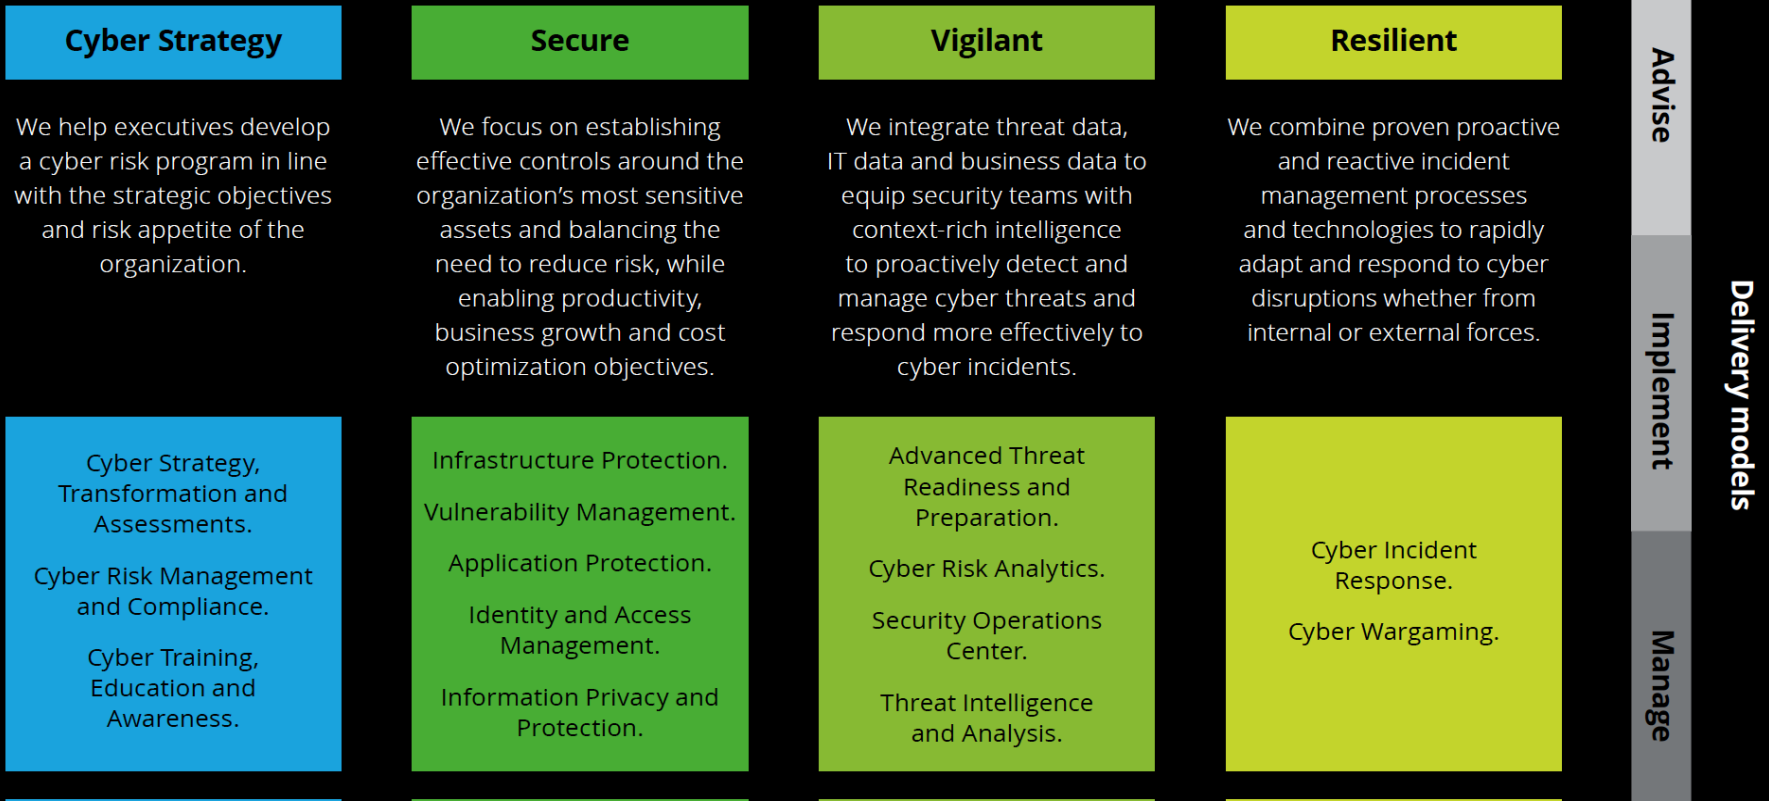 Cyber Strategy
We help executives develop
a cyber risk program in line
with the strategic objectives
and risk appetite of the
organization.
Cyber Strategy,
Transformation and
Assessments.
Cyber Risk Management
and Compliance.
Cyber Training,
Education and
Awareness.
Secure
We focus on establishing
effective controls around the
organization’s most sensitive
assets and balancing the
need to reduce risk, while
enabling productivity,
business growth and cost
optimization objectives.
Infrastructure Protection.
Vulnerability Management.
Application Protection.
Identity and Access
Management.
Information Privacy and
Protection.
Vigilant
We integrate threat data,
IT data and business data to
equip security teams with
context-rich intelligence
to proactively detect and
manage cyber threats and
respond more effectively to
cyber incidents.
Advanced Threat
Readiness and
Preparation.
Cyber Risk Analytics.
Security Operations
Center.
Threat Intelligence
and Analysis.
Resilient
We combine proven proactive
and reactive incident
management processes
and technologies to rapidly
adapt and respond to cyber
disruptions whether from
internal or external forces.
Cyber Incident
Response.
Cyber Wargaming.
Advise
Implement
Manage
Delivery models